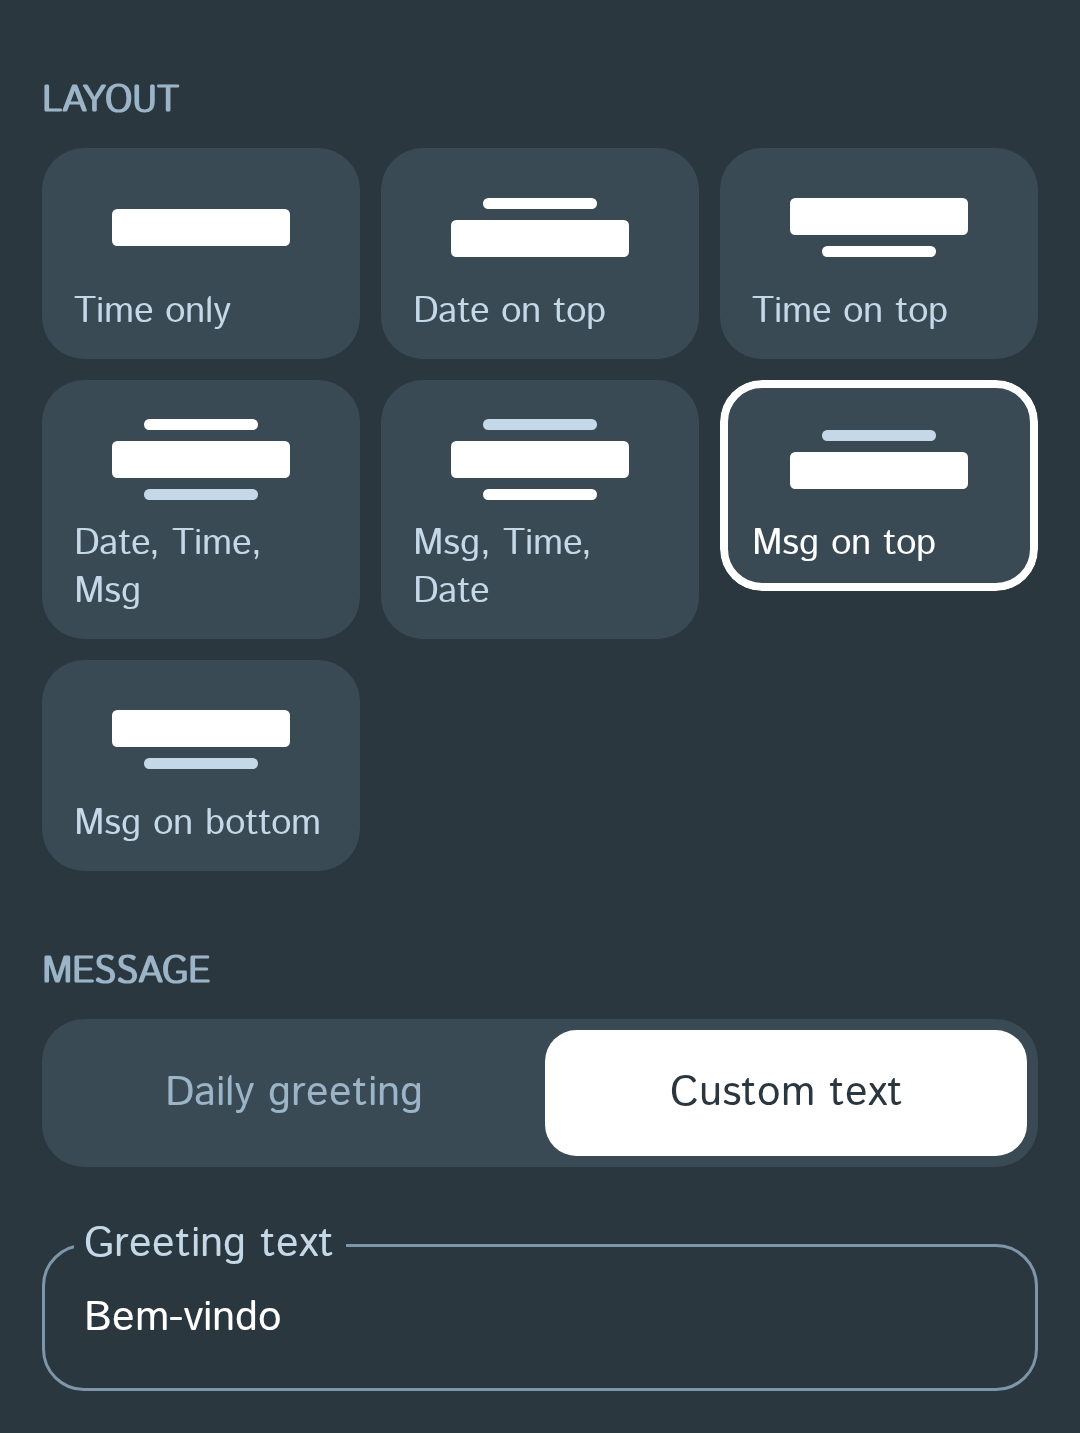 LAYOUT
Time only
Date on top
Time on top
Date, Time,
Msg
Msg, Time,
Date
Msg on top
Msg on bottom
MESSAGE
Daily greeting
Custom text
Greeting text
Bem-vindo